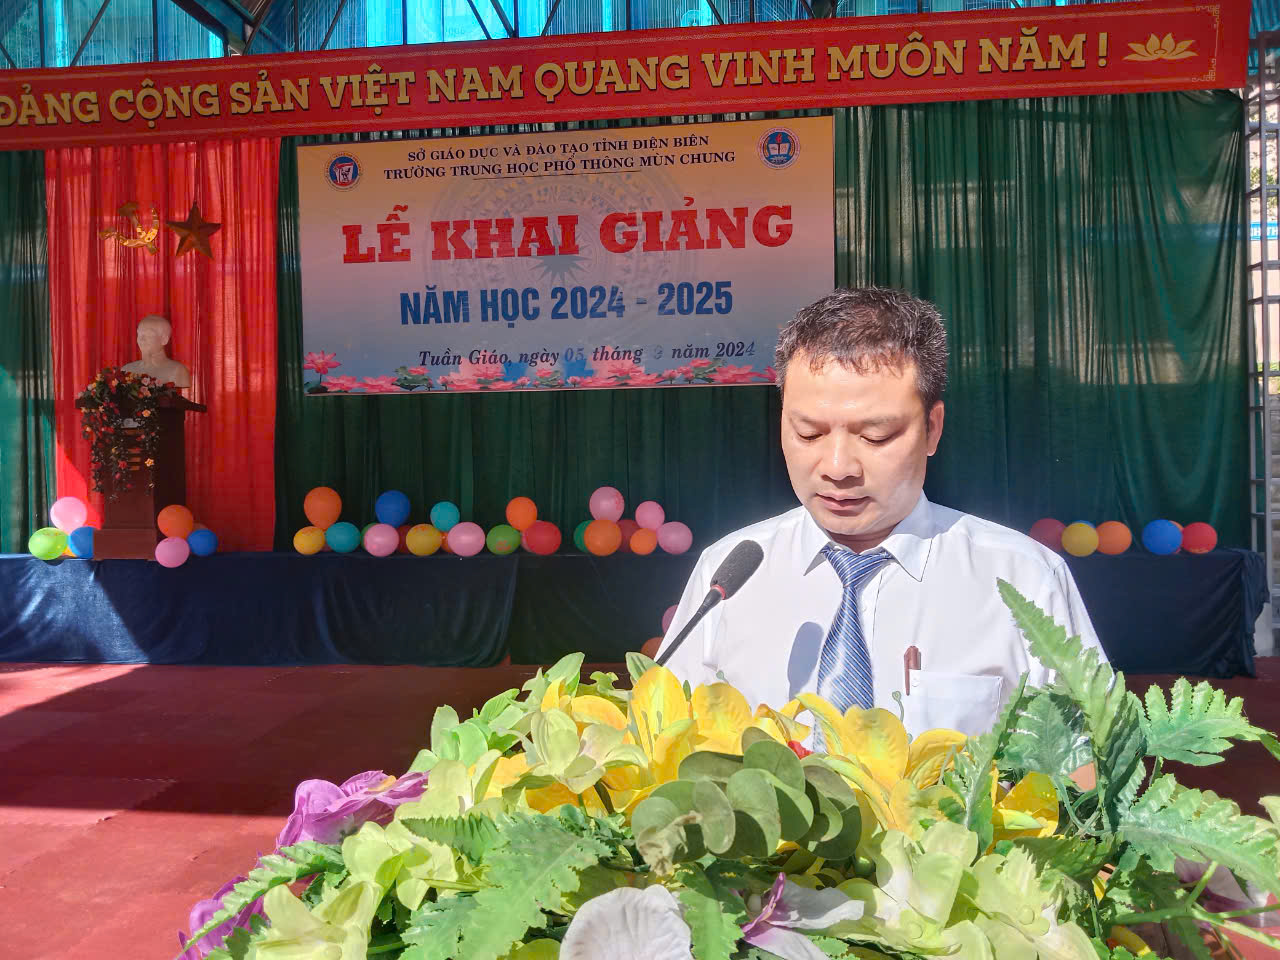 ĐẢNG CỘNG SẢN VIỆT NAM QUANG VINH MUÔN NĂM !
SỞ GIÁO DỤC VÀ ĐÀO TẠO TỈNH ĐIỆN BIÊN
TRƯỜNG TRUNG HỌC PHỔ THÔNG MÙN CHUNG
LỄ KHAI GIẢNG
NĂM HỌC 2024 - 2025
Tuần Giáo, ngày 05 tháng 9 năm 2024